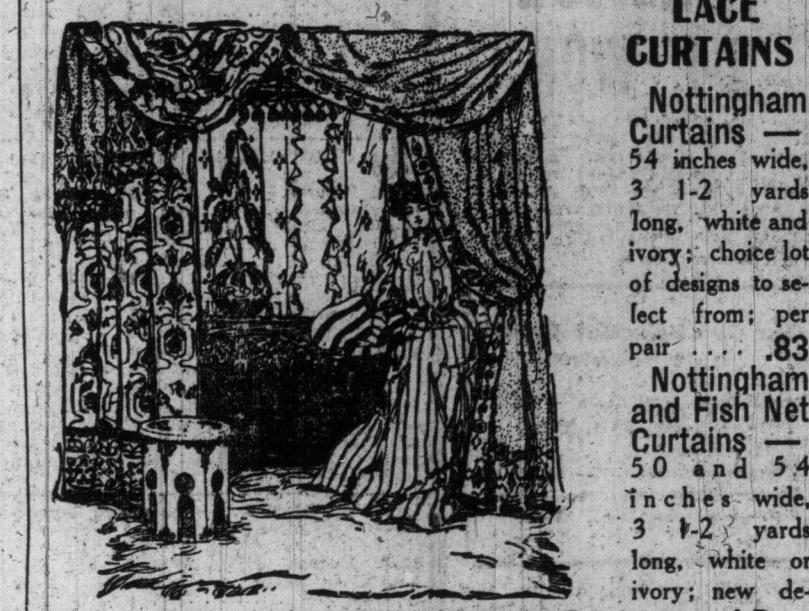 LACE
CURTAINS
Nottingham
Curtains —
54 inches wide,
3 1-2 yards
long, white and
ivory; choice lot
of designs to se-
lect from; per
pair .... .83
Nottingham
and Fish Net
Curtains —
50 and 54
inches wide,
3 1-2 yards
long, white or
ivory; new de-